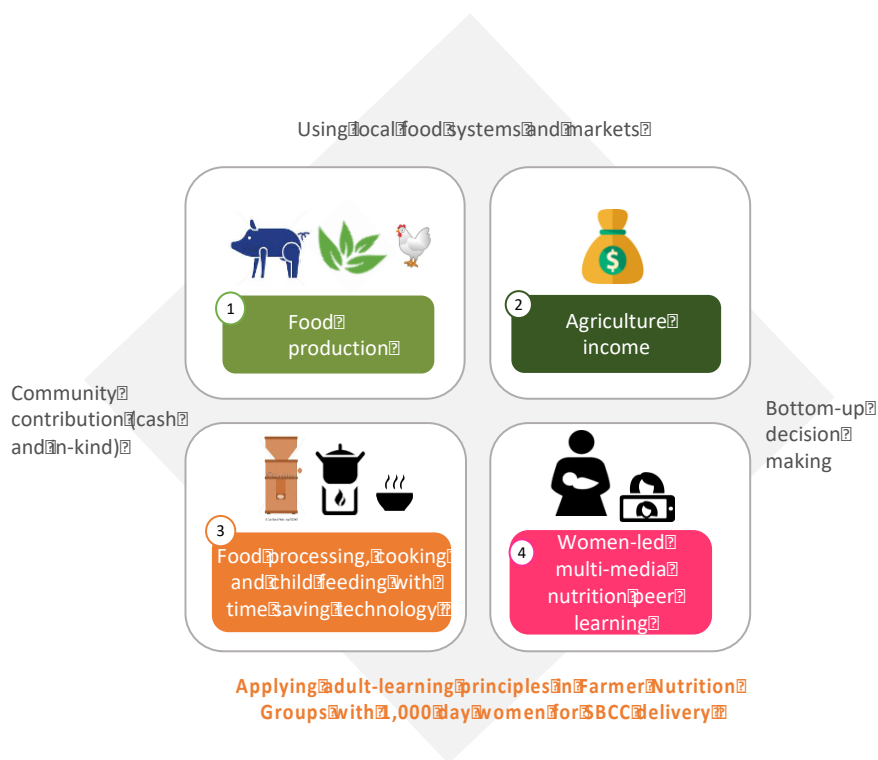 Using local food systems and markets
1
Food
production
2
Agriculture
income
Community
contribution (cash
and in-kind)
Bottom-up
decision
making
3
Food processing, cooking
and child feeding with
time saving technology
4
Women-led
multi-media
nutrition peer
learning
Applying adult-learning principles in Farmer Nutrition
Groups with 1,000 day women for SBCC delivery